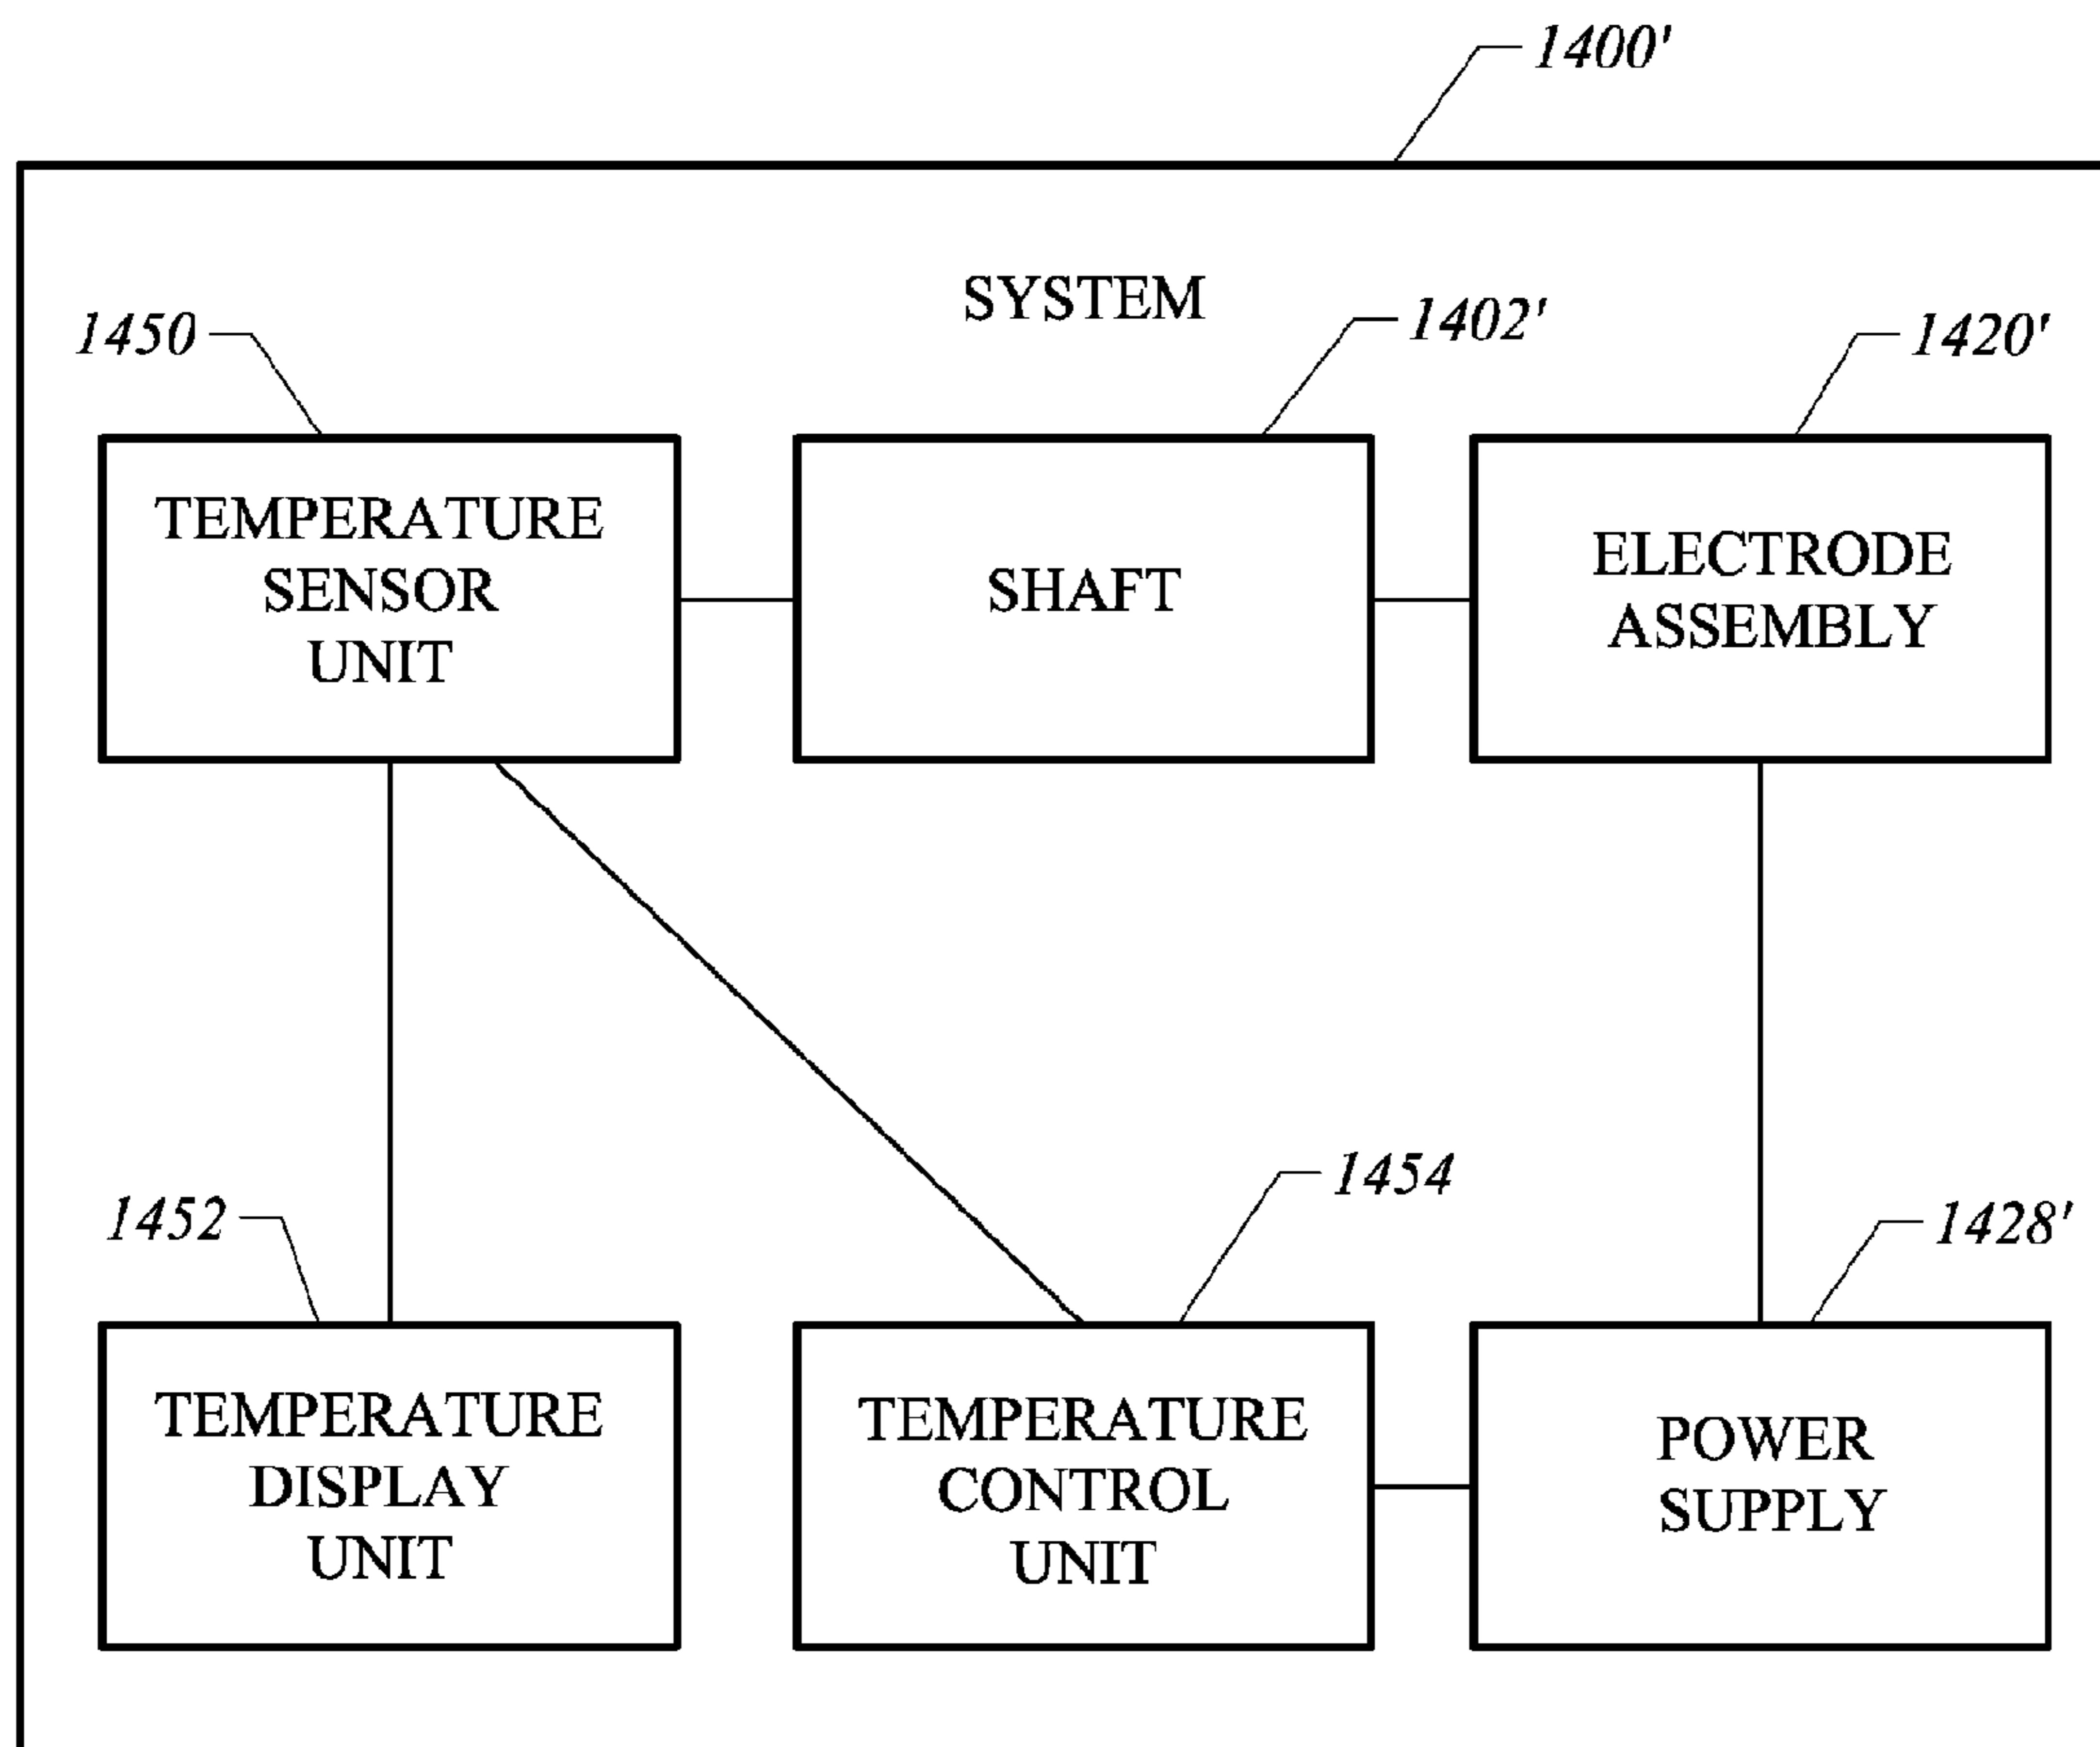 1400'
SYSTEM
1450
1402'
1420'
TEMPERATURE
SENSOR
UNIT
SHAFT
ELECTRODE
ASSEMBLY
1452
1454
1428'
TEMPERATURE
DISPLAY
UNIT
TEMPERATURE
CONTROL
UNIT
POWER
SUPPLY